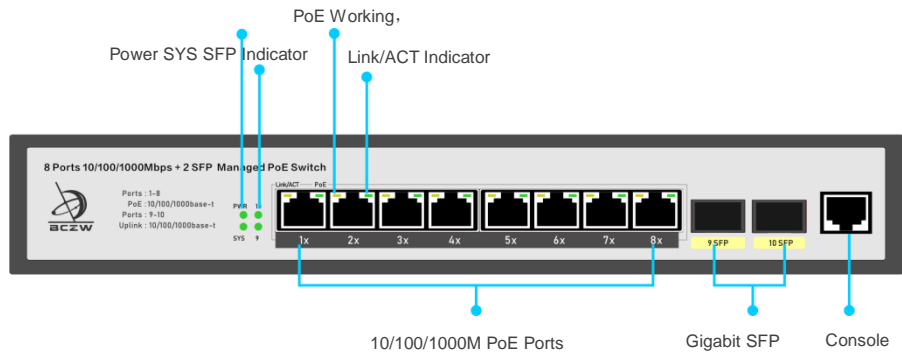 PoE Working，
Power SYS SFP Indicator
Link/ACT Indicator
8 Ports 10/100/1000Mbps + 2 SFP Managed PoE Switch
Link/ACT PoE
Ports : 1-8
PoE : 10/100/1000base-t
Ports : 9-10
Uplink : 10/100/1000base-t
BCZW
PWR 10
SYS 9
1x 2x 3x 4x 5x 6x 7x 8x
9 SFP 10 SFP
10/100/1000M PoE Ports
Gigabit SFP
Console